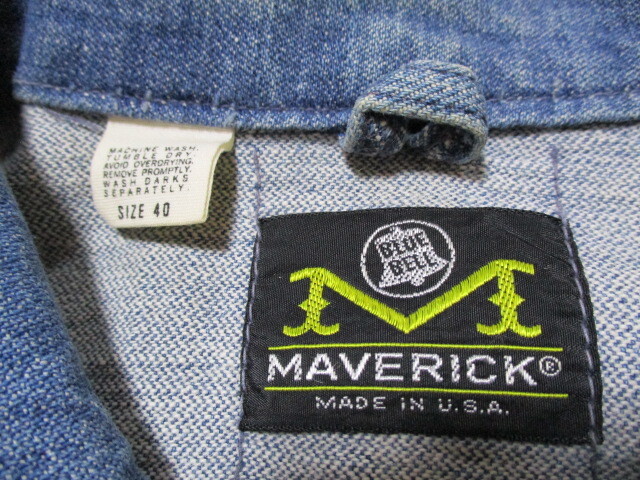 MACHINE WASH.
TUMBLE DRY.
AVOID OVERDRYING.
REMOVE PROMPTLY.
WASH DARKS
SEPARATELY.
SIZE 40
BLUE
BELL
MAVERICK®
MADE IN U.S.A.